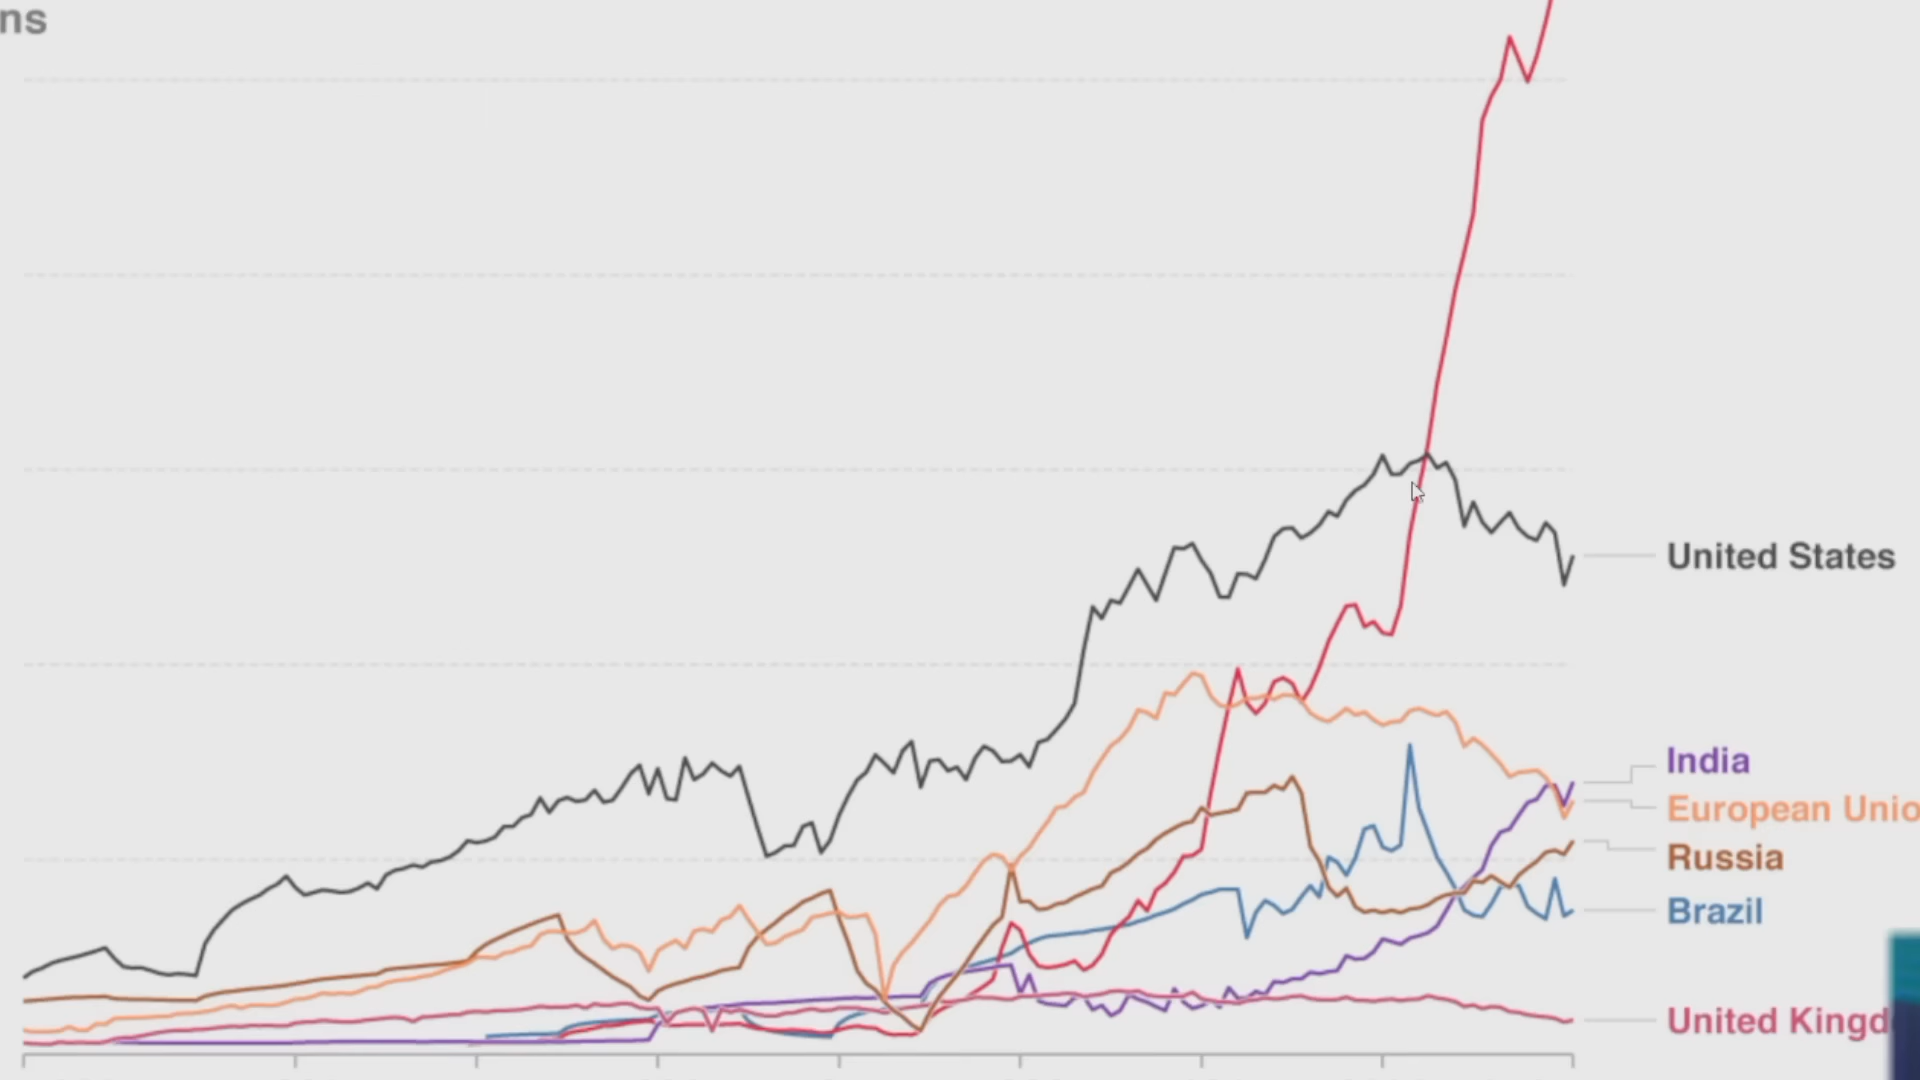 ns
United States
India
European Unio
Russia
Brazil
United Kingd